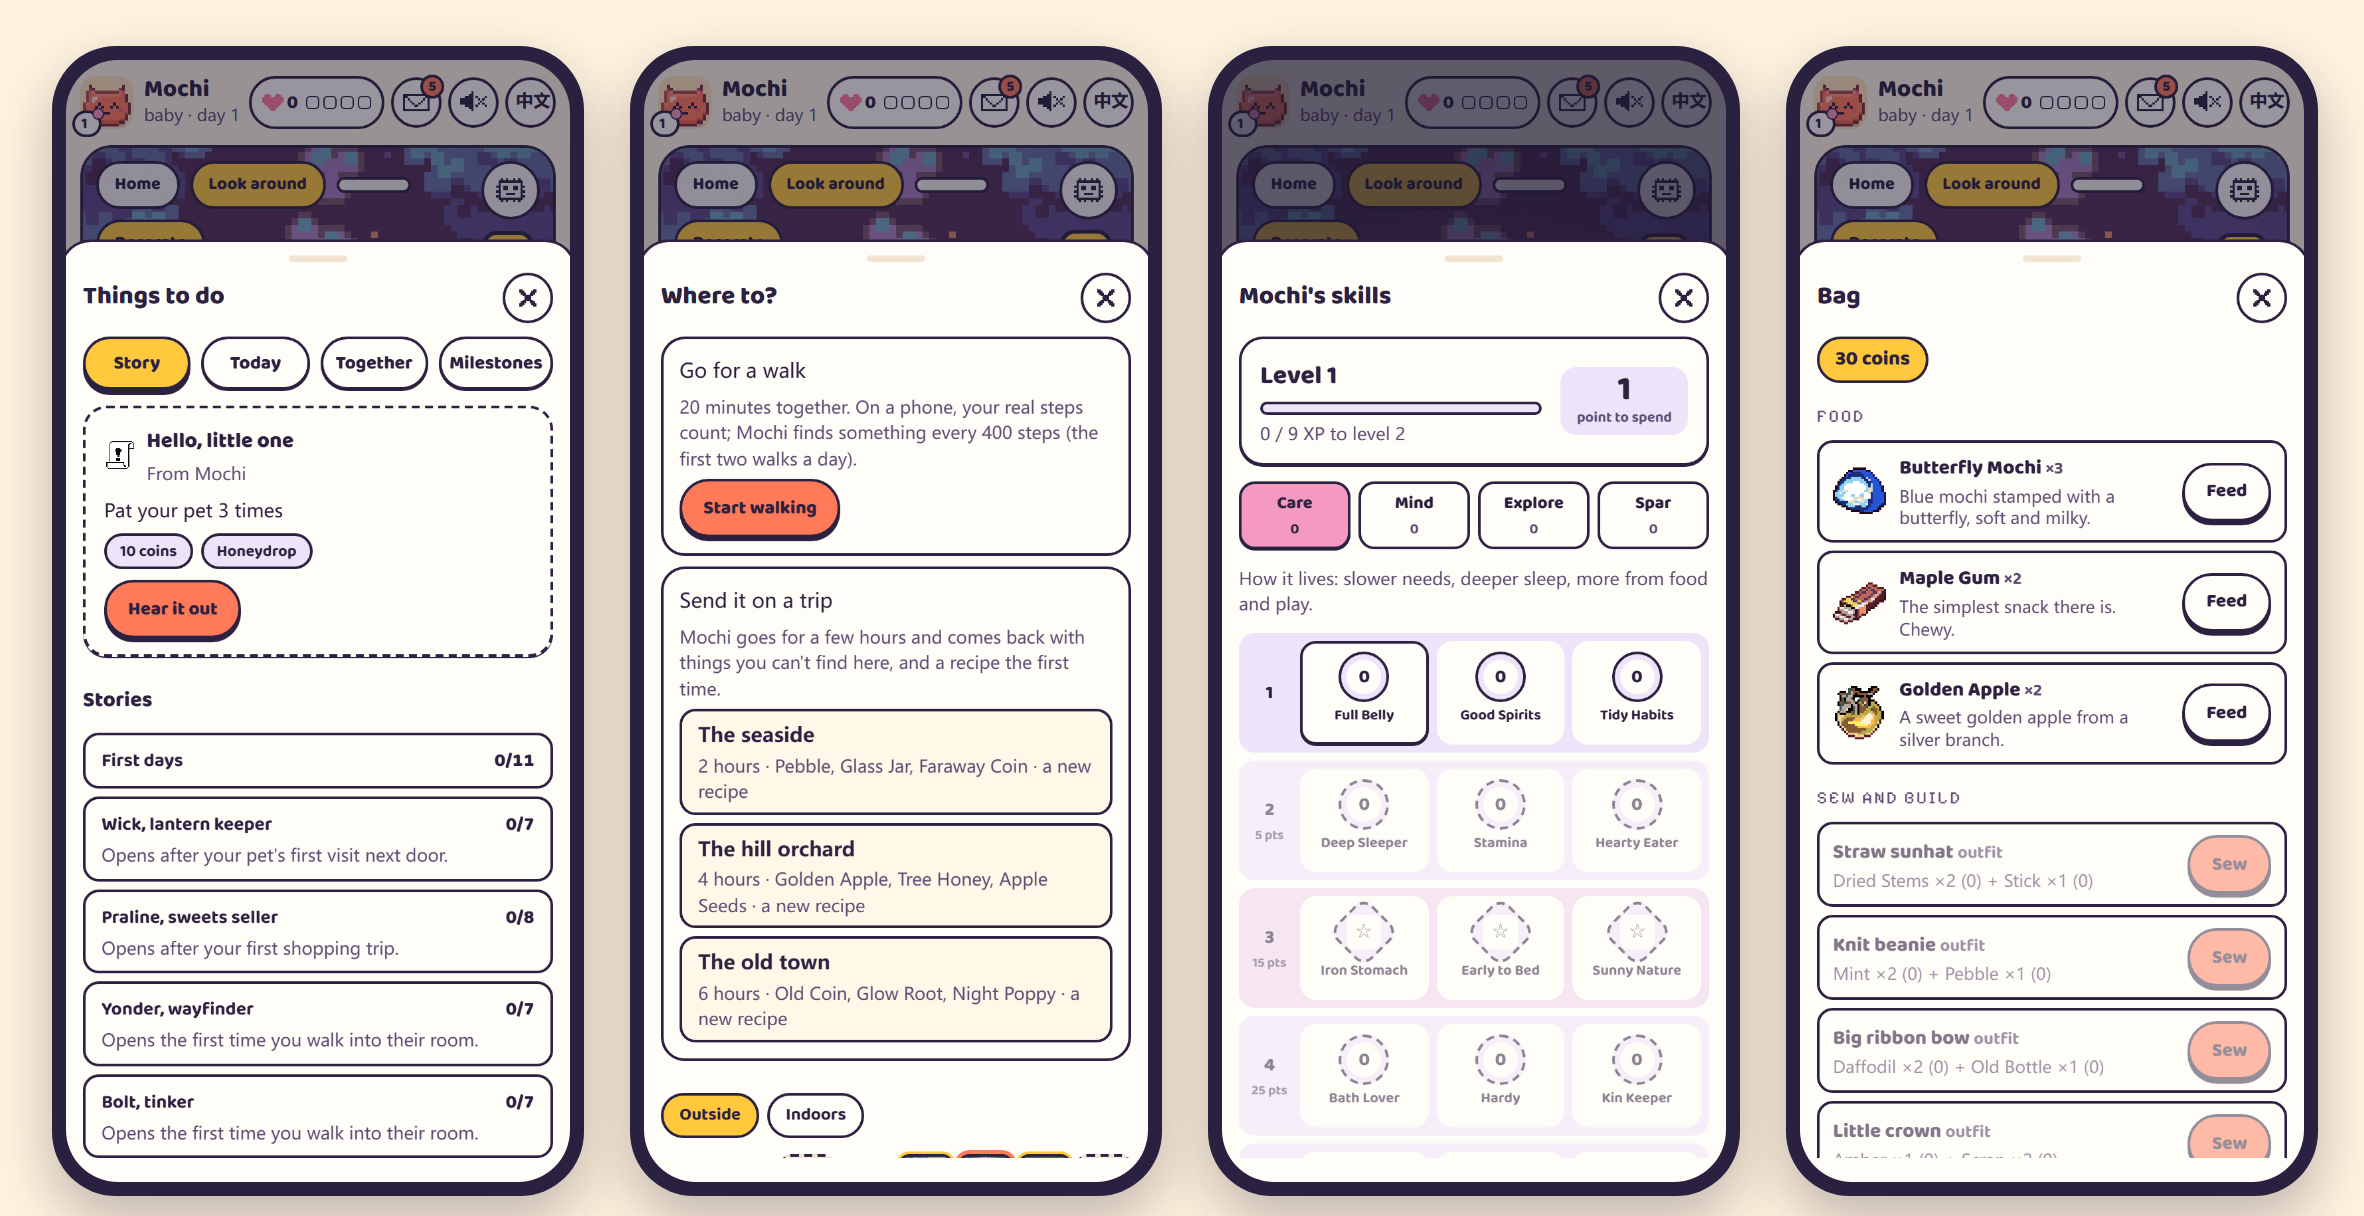 Mochi
baby · day 1
0
5
中文
1
Home
Look around
Things to do
Story
Today
Together
Milestones
Hello, little one
From Mochi
Pat your pet 3 times
10 coins
Honeydrop
Hear it out
Stories
First days
0/11
Wick, lantern keeper
0/7
Opens after your pet's first visit next door.
Praline, sweets seller
0/8
Opens after your first shopping trip.
Yonder, wayfinder
0/7
Opens the first time you walk into their room.
Bolt, tinker
0/7
Opens the first time you walk into their room.
Mochi
baby · day 1
0
5
中文
1
Home
Look around
Where to?
Go for a walk
20 minutes together. On a phone, your real steps
count; Mochi finds something every 400 steps (the
first two walks a day).
Start walking
Send it on a trip
Mochi goes for a few hours and comes back with
things you can't find here, and a recipe the first
time.
The seaside
2 hours · Pebble, Glass Jar, Faraway Coin · a new
recipe
The hill orchard
4 hours · Golden Apple, Tree Honey, Apple
Seeds · a new recipe
The old town
6 hours · Old Coin, Glow Root, Night Poppy · a
new recipe
Outside
Indoors
Mochi
baby · day 1
0
5
中文
1
Home
Look around
Mochi's skills
Level 1
0 / 9 XP to level 2
1
point to spend
Care
0
Mind
0
Explore
0
Spar
0
How it lives: slower needs, deeper sleep, more from food
and play.
1
0
Full Belly
0
Good Spirits
0
Tidy Habits
2
5 pts
0
Deep Sleeper
0
Stamina
0
Hearty Eater
3
15 pts
Iron Stomach
Early to Bed
Sunny Nature
4
25 pts
0
Bath Lover
0
Hardy
0
Kin Keeper
Mochi
baby · day 1
0
5
中文
1
Home
Look around
Bag
30 coins
FOOD
Butterfly Mochi ×3
Blue mochi stamped with a
butterfly, soft and milky.
Feed
Maple Gum ×2
The simplest snack there is.
Chewy.
Feed
Golden Apple ×2
A sweet golden apple from a
silver branch.
Feed
SEW AND BUILD
Straw sunhat outfit
Dried Stems ×2 (0) + Stick ×1 (0)
Sew
Knit beanie outfit
Mint ×2 (0) + Pebble ×1 (0)
Sew
Big ribbon bow outfit
Daffodil ×2 (0) + Old Bottle ×1 (0)
Sew
Little crown outfit
Sew